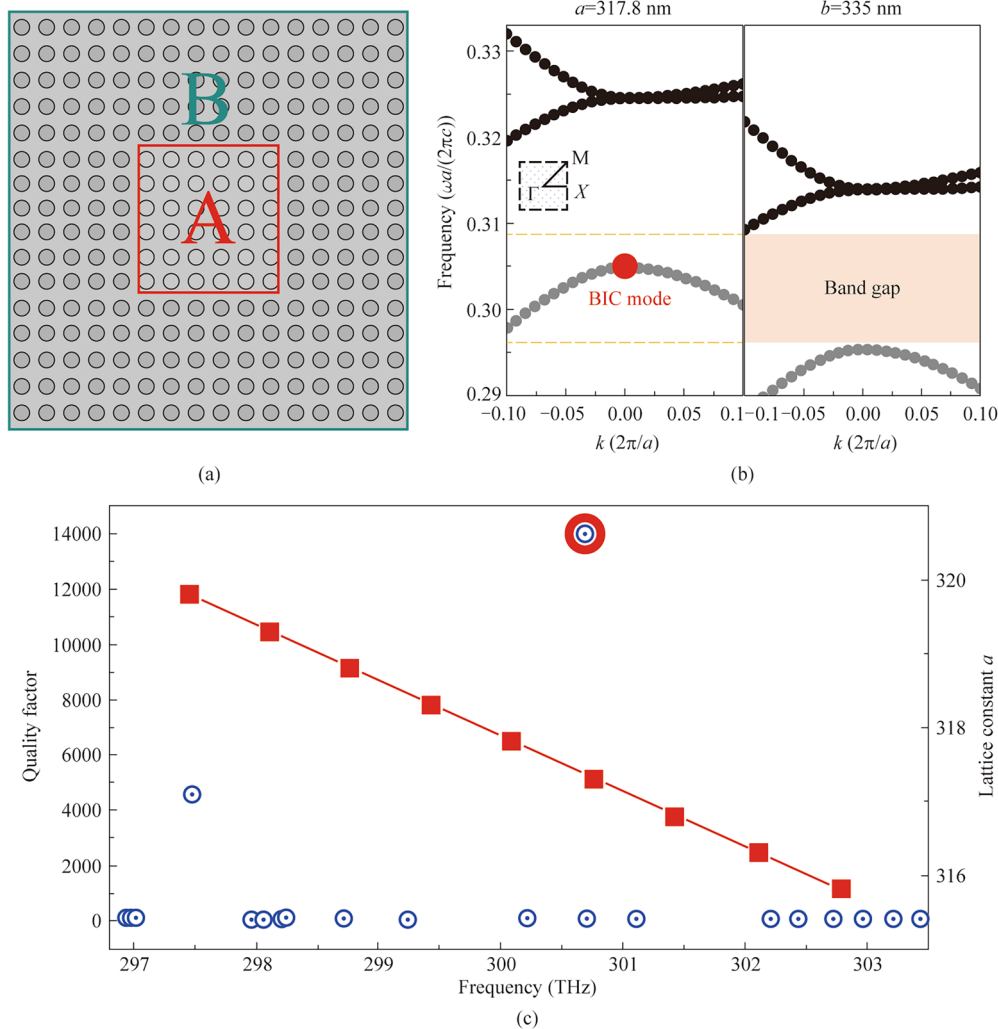 B
A
(a)
a=317.8 nm
b=335 nm
Frequency (ωa/(2πc))
0.33
0.32
0.31
0.30
0.29
M
Γ
X
BIC mode
Band gap
−0.10
−0.05
0.00
0.05
0.1
−0.1
−0.05
0.00
0.05
0.10
k (2π/a)
k (2π/a)
(b)
Quality factor
14000
12000
10000
8000
6000
4000
2000
0
320
318
316
Lattice constant a
297
298
299
300
301
302
303
Frequency (THz)
(c)